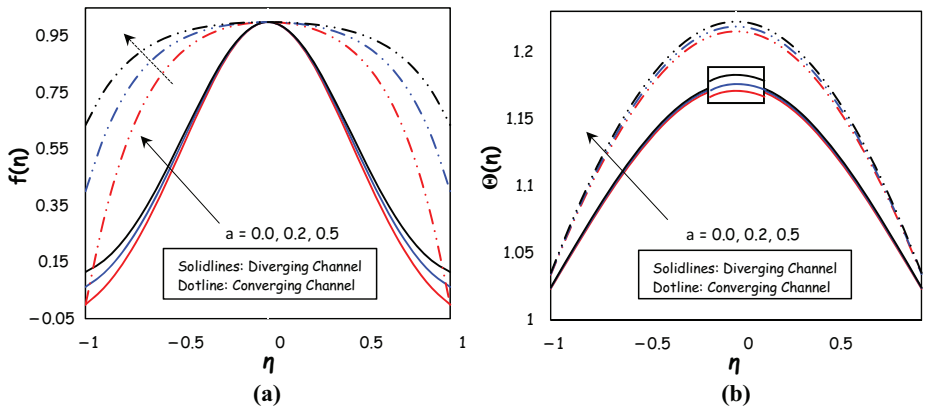 0.95
0.75
0.55
0.35
0.15
−0.05
f(η)
a = 0.0, 0.2, 0.5
Solidlines: Diverging Channel
Dotline: Converging Channel
−1 −0.5 0 0.5 1
η
(a)
1.2
1.15
1.1
1.05
1
Θ(η)
a = 0.0, 0.2, 0.5
Solidlines: Diverging Channel
Dotline: Converging Channel
−1 −0.5 0 0.5
η
(b)